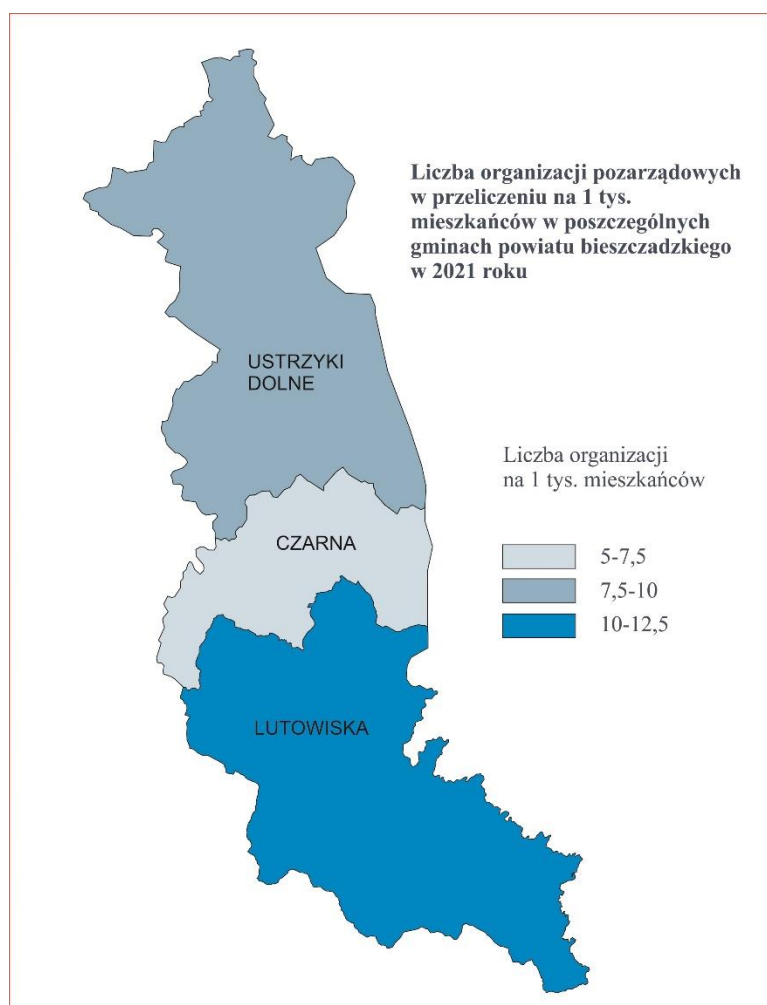 Liczba organizacji pozarządowych
w przeliczeniu na 1 tys.
mieszkańców w poszczególnych
gminach powiatu bieszczadzkiego
w 2021 roku
USTRZYKI
DOLNE
Liczba organizacji
na 1 tys. mieszkańców
CZARNA
5-7,5
7,5-10
10-12,5
LUTOWISKA